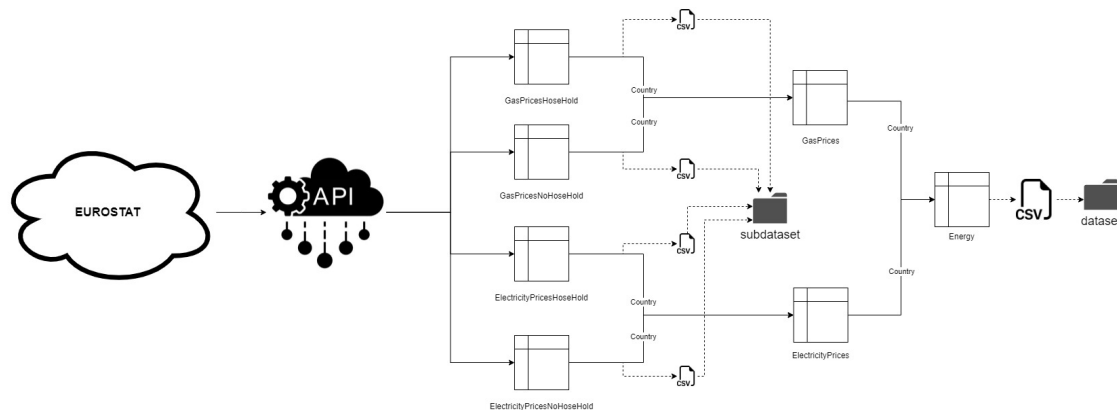 CSV
GasPricesHoseHold
Country
Country
GasPrices
Country
CSV
GasPricesNoHoseHold
EUROSTAT
API
subdataset
CSV
Energy
CSV
dataset
CSV
ElectricityPricesHoseHold
Country
Country
Country
ElectricityPrices
CSV
ElectricityPricesNoHoseHold